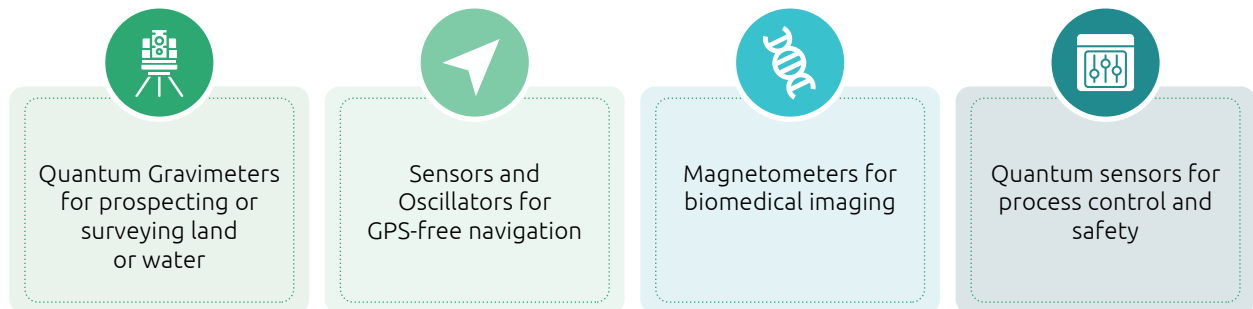 Quantum Gravimeters
for prospecting or
surveying land
or water
Sensors and
Oscillators for
GPS-free navigation
Magnetometers for
biomedical imaging
Quantum sensors for
process control and
safety